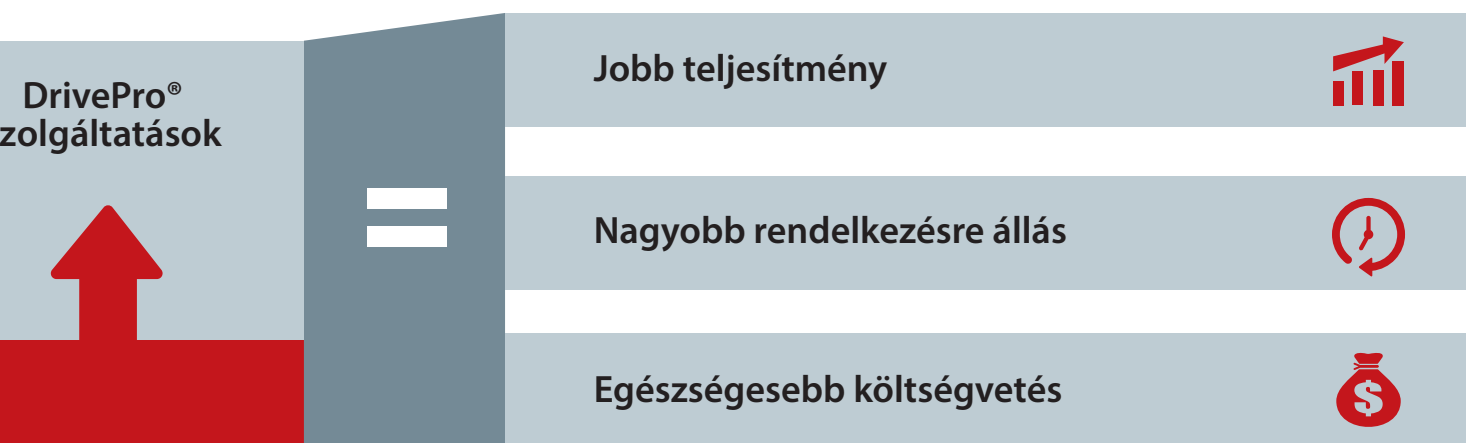 DrivePro®
zolgáltatások
Jobb teljesítmény
Nagyobb rendelkezésre állás
Egészségesebb költségvetés
$